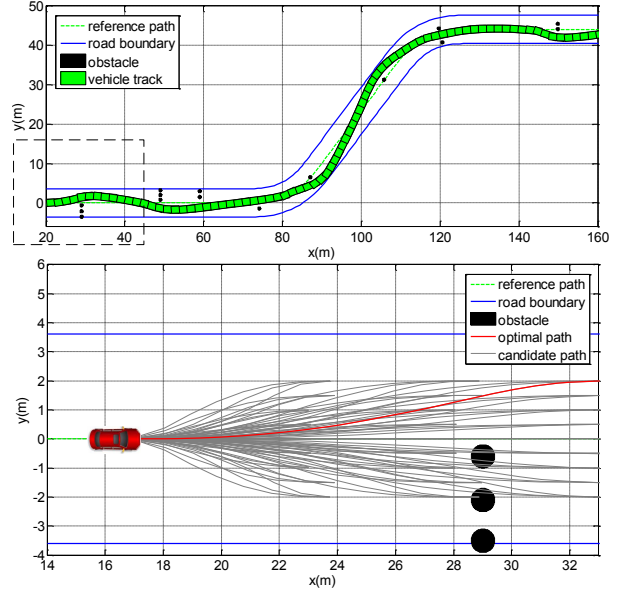 50
40
30
20
10
0
y(m)
reference path
road boundary
obstacle
vehicle track
20 40 60 80 100 120 140 160
x(m)
6
5
4
3
2
1
0
-1
-2
-3
-4
y(m)
reference path
road boundary
obstacle
optimal path
candidate path
14 16 18 20 22 24 26 28 30 32
x(m)